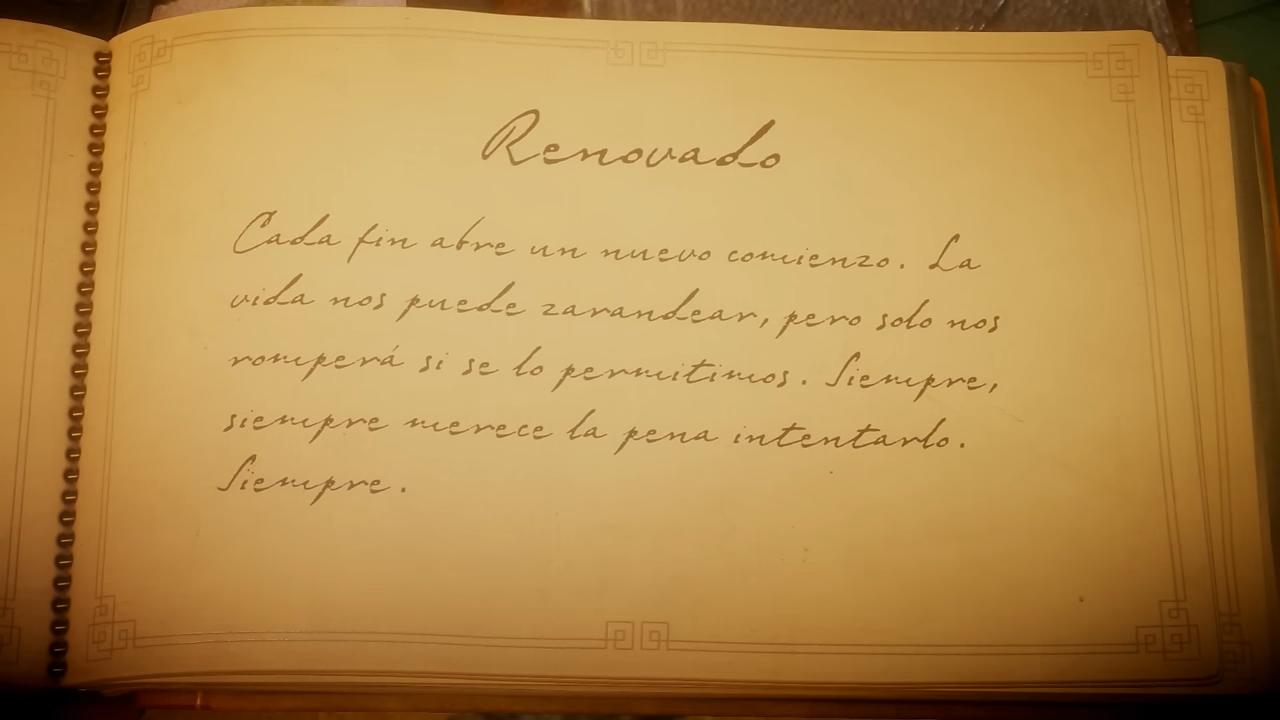 Renovado
Cada fin abre un nuevo comienzo. La
vida nos puede zarandear, pero solo nos
romperá si se lo permitimos. Siempre,
siempre merece la pena intentarlo.
Siempre.